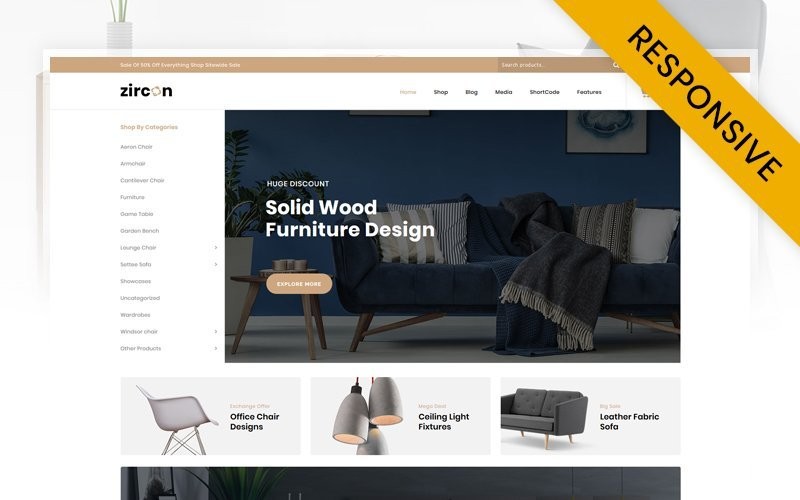 RESPONSIVE
Sale Of 50% Off Everything Shop Sitewide Sale
Search products..
zircon
Home Shop Blog Media ShortCode Features
Shop By Categories
Aeron Chair
Armchair
Cantilever Chair
Furniture
Game Table
Garden Bench
Lounge Chair >
Settee Sofa >
Showcases
Uncategorized
Wardrobes
Windsor chair >
Other Products >
HUGE DISCOUNT
Solid Wood
Furniture Design
EXPLORE MORE
Exchange Offer
Office Chair
Designs
Mega Deal
Ceiling Light
Fixtures
Big Sale
Leather Fabric
Sofa